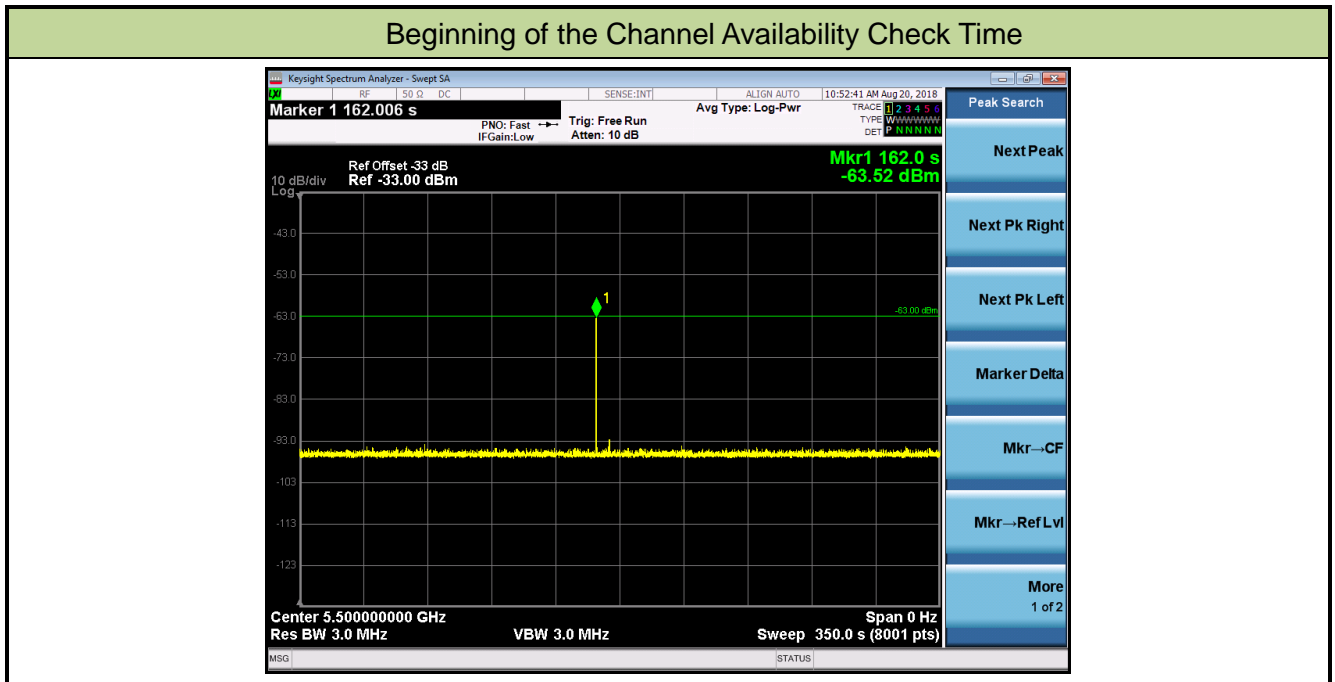 Beginning of the Channel Availability Check Time
Keysight Spectrum Analyzer - Swept SA
LXI RF 50 Ω DC SENSE:INT ALIGN AUTO 10:52:41 AM Aug 20, 2018
Marker 1 162.006 s
PNO: Fast
IFGain:Low
Trig: Free Run
Atten: 10 dB
Avg Type: Log-Pwr
TRACE 1 2 3 4 5 6
TYPE WWWWWW
DET P N N N N N
Ref Offset -33 dB
10 dB/div Ref -33.00 dBm
Log
Mkr1 162.0 s
-63.52 dBm
-43.0
-53.0
1
-63.00 dBm
-63.0
-73.0
-83.0
-93.0
-103
-113
-123
Center 5.500000000 GHz Span 0 Hz
Res BW 3.0 MHz VBW 3.0 MHz Sweep 350.0 s (8001 pts)
MSG STATUS
Peak Search
Next Peak
Next Pk Right
Next Pk Left
Marker Delta
Mkr→CF
Mkr→Ref Lvl
More
1 of 2